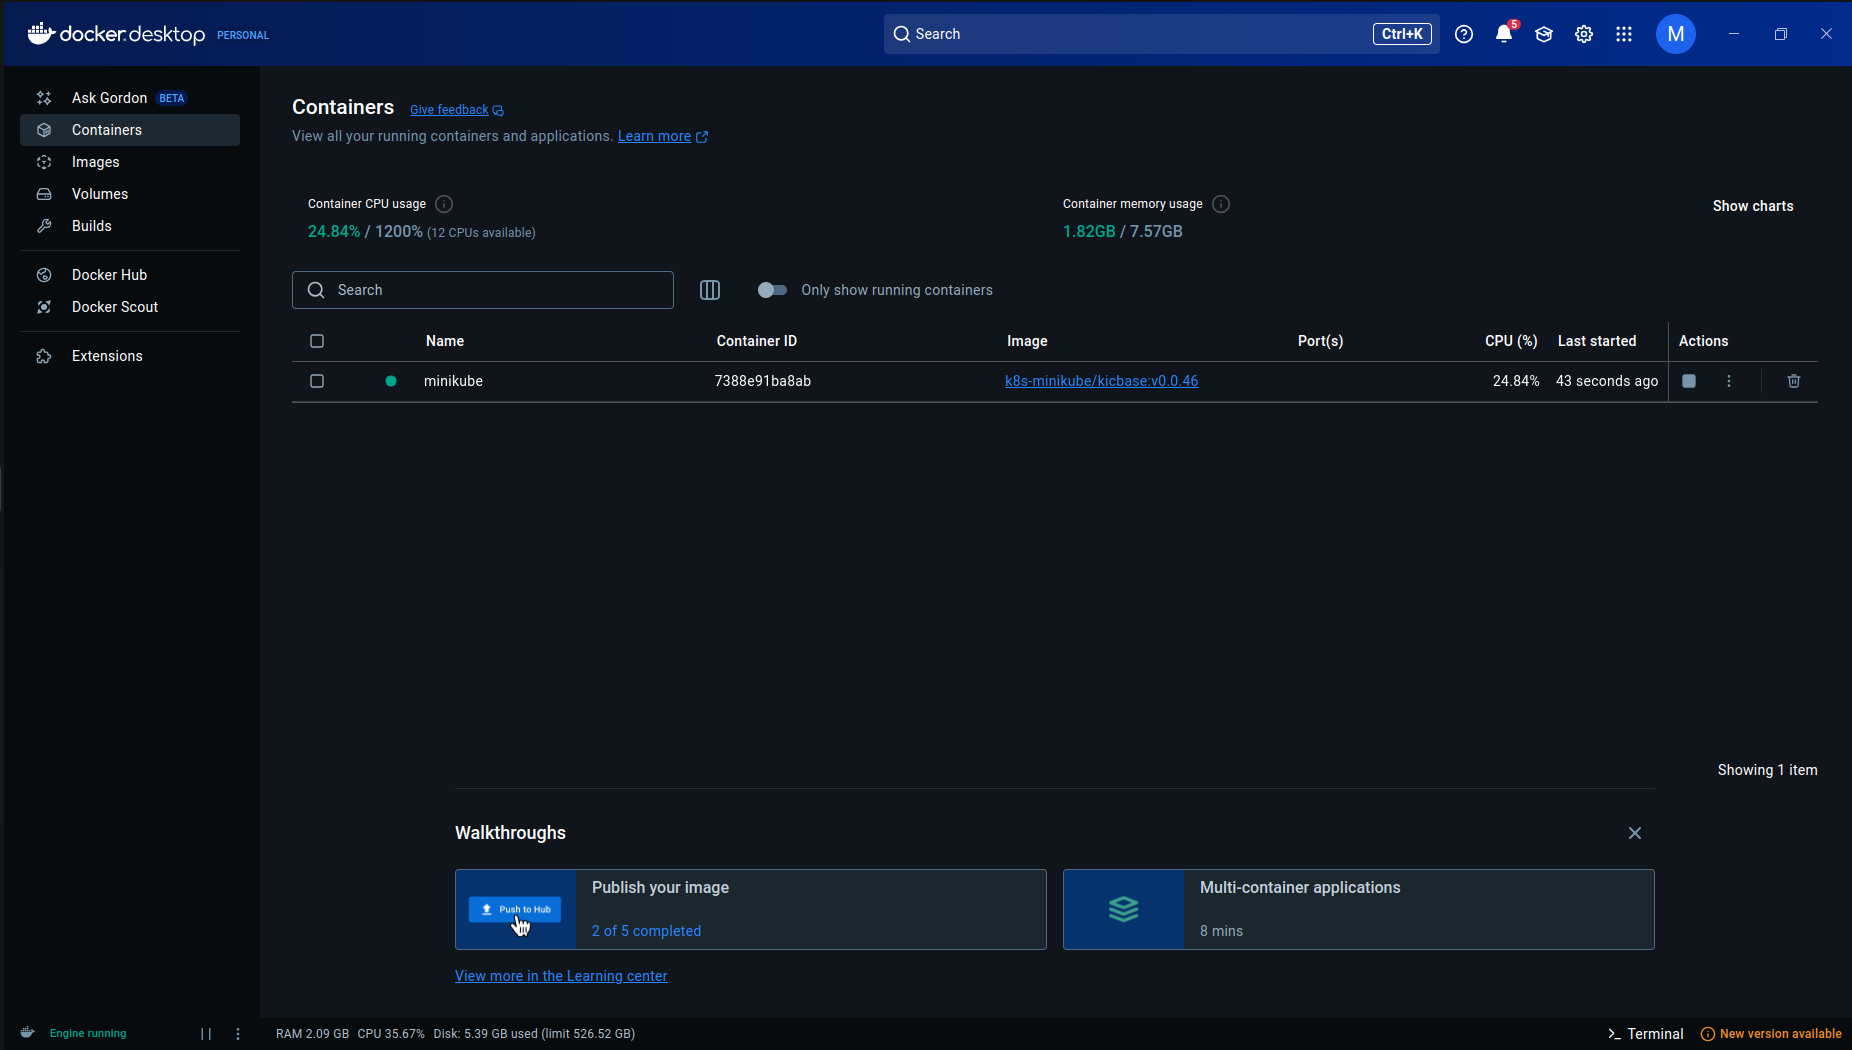 docker.desktop PERSONAL
Search
Ctrl+K
5
M
Ask Gordon BETA
Containers
Images
Volumes
Builds
Docker Hub
Docker Scout
Extensions
Containers Give feedback
View all your running containers and applications. Learn more
Container CPU usage
24.84% / 1200% (12 CPUs available)
Container memory usage
1.82GB / 7.57GB
Show charts
Search
Only show running containers
Name Container ID Image Port(s) CPU (%) Last started Actions
minikube 7388e91ba8ab k8s-minikube/kicbase:v0.0.46 24.84% 43 seconds ago
Showing 1 item
Walkthroughs
Push to Hub
Publish your image
2 of 5 completed
Multi-container applications
8 mins
View more in the Learning center
Engine running
RAM 2.09 GB CPU 35.67% Disk: 5.39 GB used (limit 526.52 GB)
Terminal
New version available